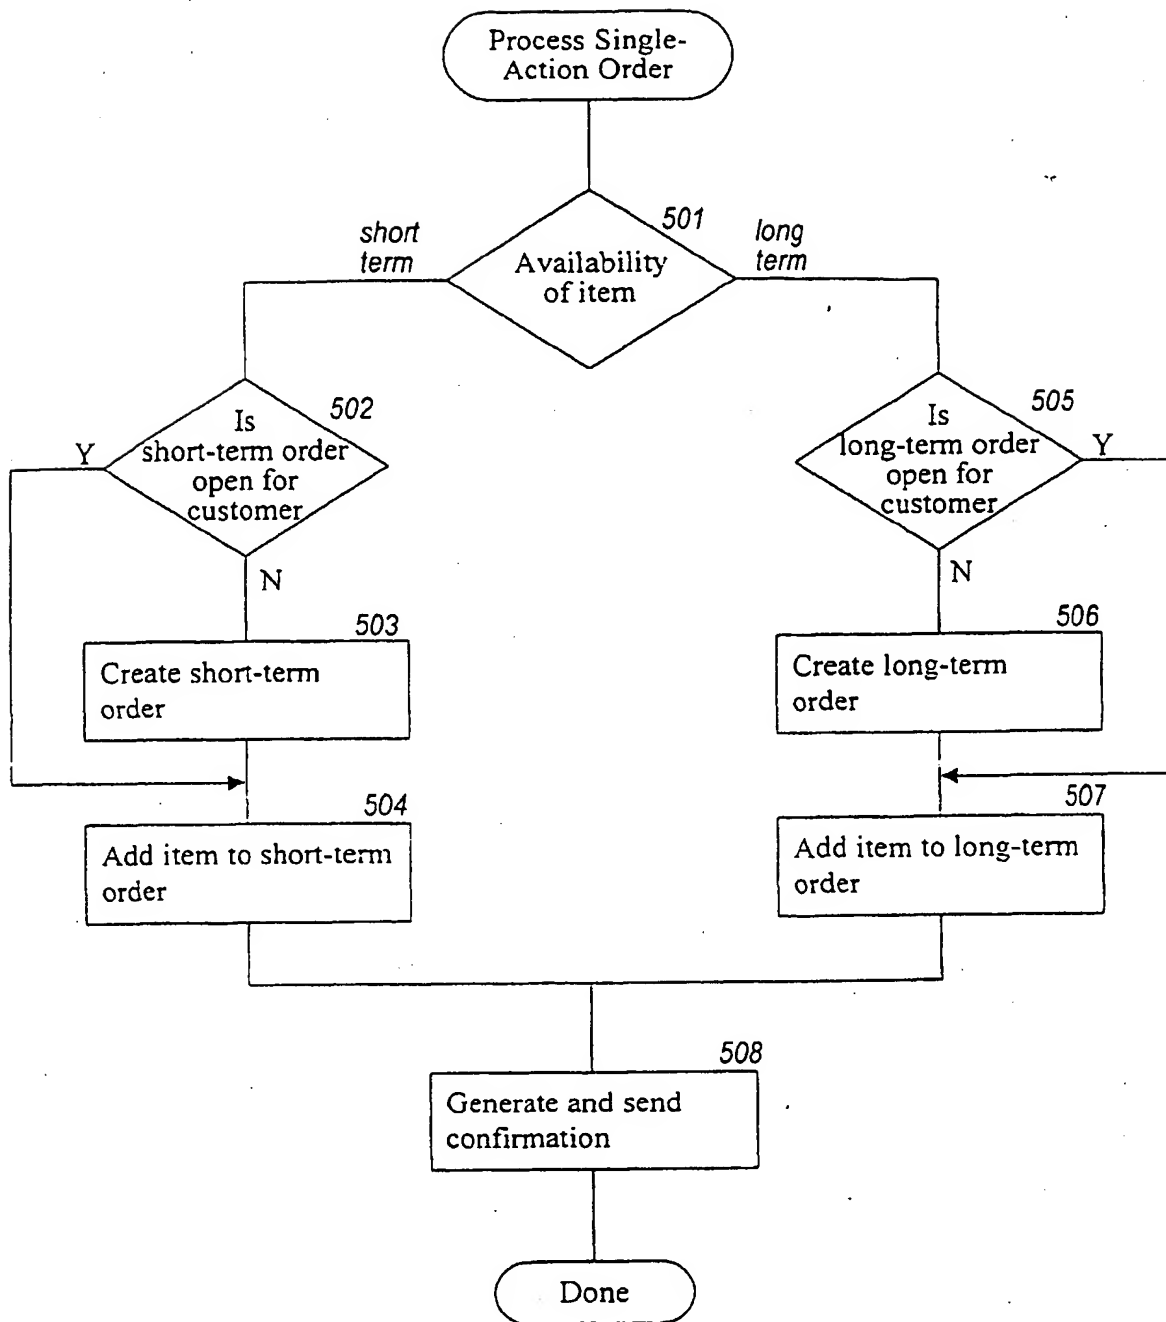 Process Single-
Action Order
501
short
term
long
term
Availability
of item
502
Is
short-term order
open for
customer
Y
N
505
Is
long-term order
open for
customer
Y
N
503
Create short-term
order
506
Create long-term
order
504
Add item to short-term
order
507
Add item to long-term
order
508
Generate and send
confirmation
Done